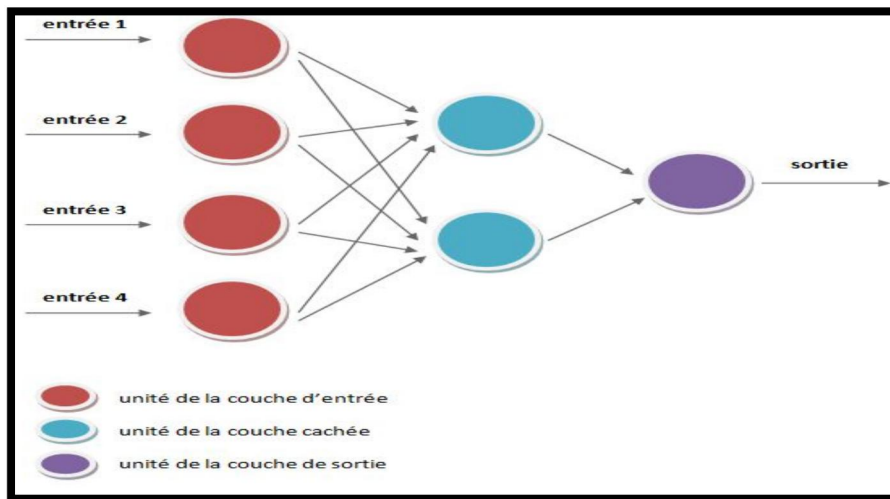 entrée 1
entrée 2
entrée 3
entrée 4
sortie
unité de la couche d'entrée
unité de la couche cachée
unité de la couche de sortie